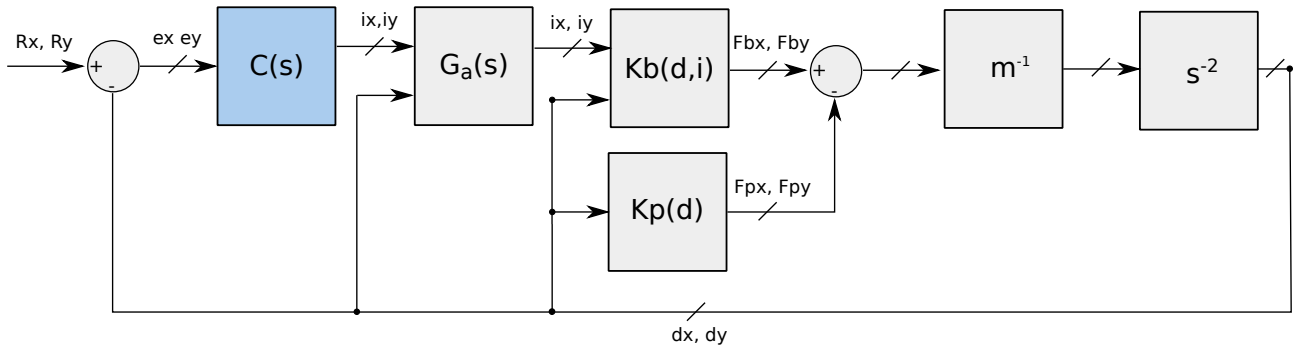 Rx, Ry
+
-
ex ey
C(s)
ix,iy
Ga(s)
ix, iy
Kb(d,i)
Fbx, Fby
+
-
m-1
s-2
Kp(d)
Fpx, Fpy
dx, dy